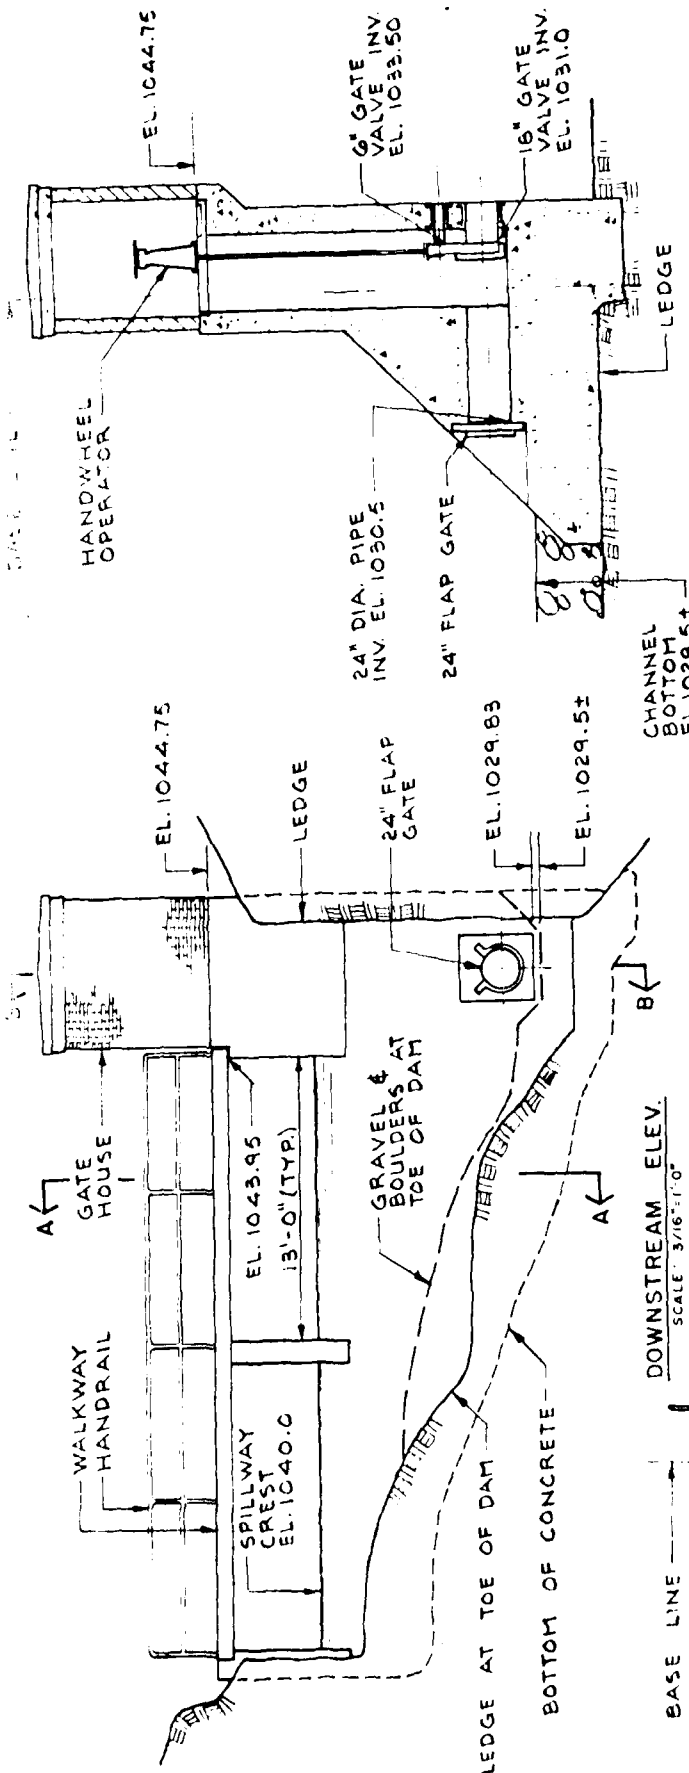 WALKWAY
HANDRAIL
A
GATE
HOUSE
EL. 1044.75
SPILLWAY
CREST
EL. 1040.0
EL. 1043.95
13'-0" (TYP.)
LEDGE
24" FLAP
GATE
GRAVEL &
BOULDERS AT
TOE OF DAM
EL. 1029.83
EL. 1029.5±
LEDGE AT TOE OF DAM
BOTTOM OF CONCRETE
A
B
DOWNSTREAM ELEV.
SCALE: 3/16"=1'-0"
BASE LINE
HANDWHEEL
OPERATOR
EL. 1044.75
6" GATE
VALVE INV.
EL. 1033.50
18" GATE
VALVE INV.
EL. 1031.0
24" DIA. PIPE
INV. EL. 1030.5
24" FLAP GATE
LEDGE
CHANNEL
BOTTOM
EL. 1029.5±